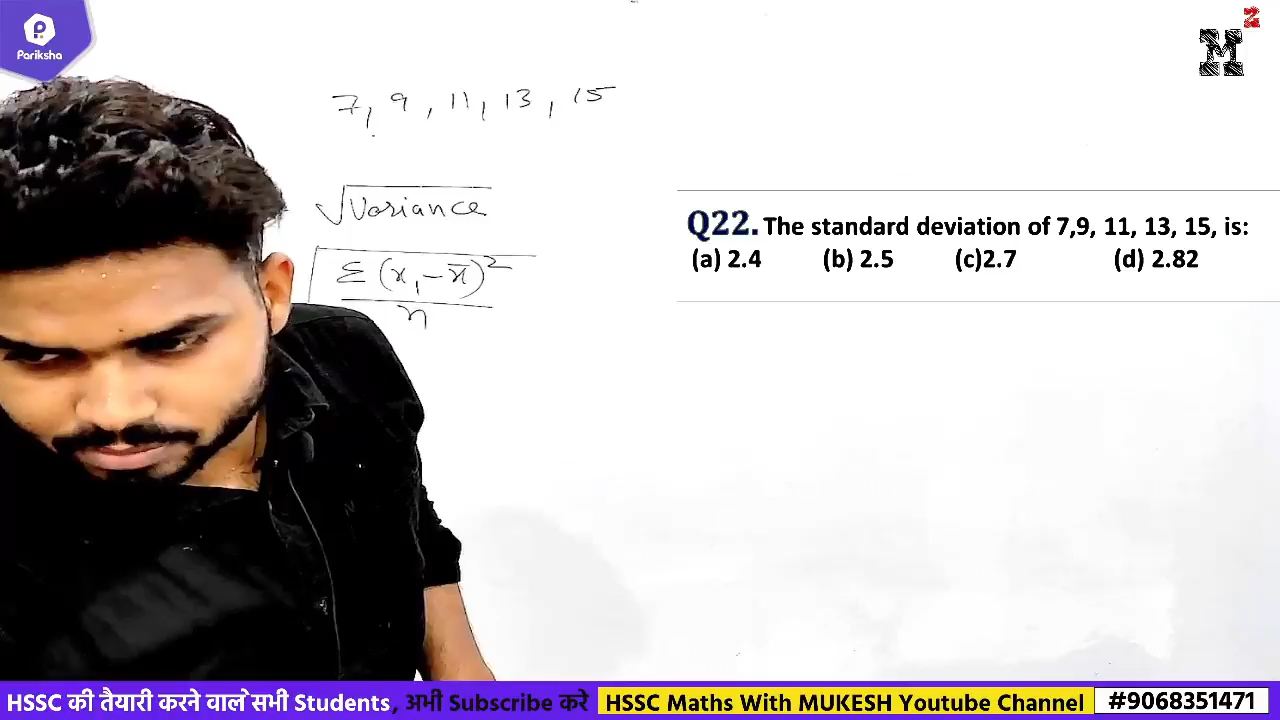 Pariksha
M2
7, 9, 11, 13, 15
√Variance
Σ(x₁-x̄)²
n
Q22. The standard deviation of 7,9, 11, 13, 15, is:
(a) 2.4 (b) 2.5 (c)2.7 (d) 2.82
HSSC की तैयारी करने वाले सभी Students, अभी Subscribe करे HSSC Maths With MUKESH Youtube Channel #9068351471